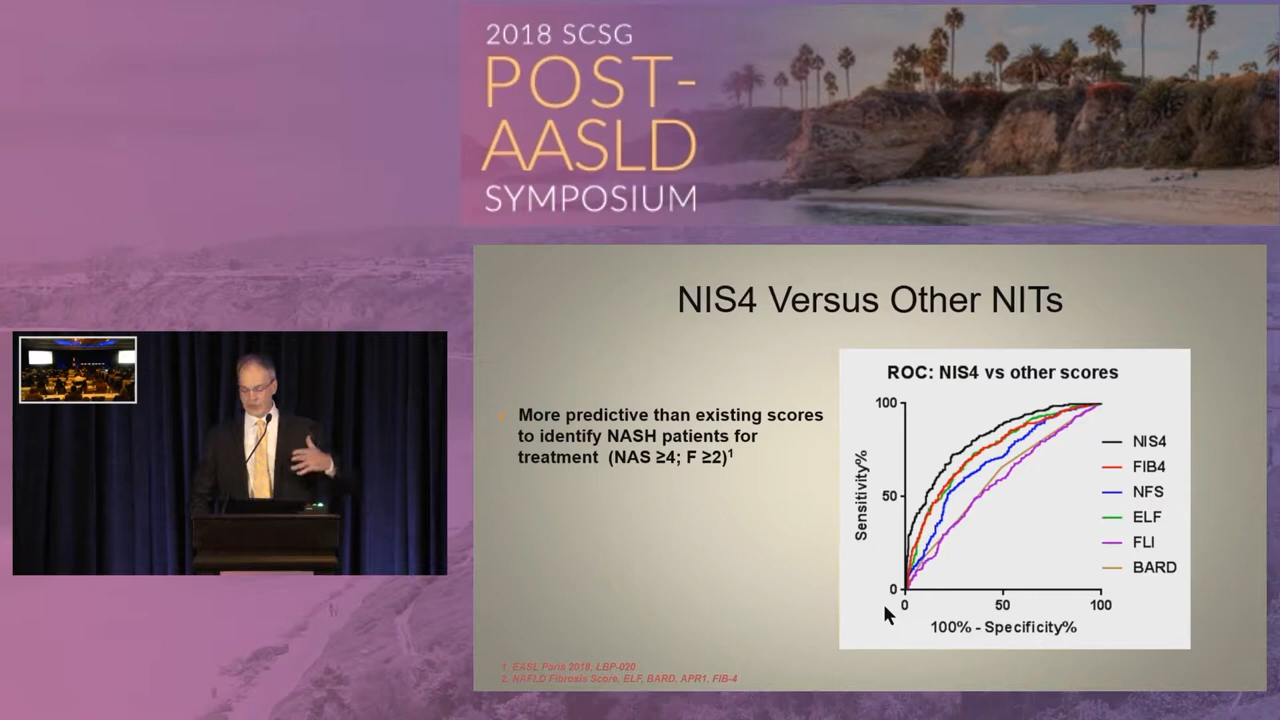 2018 SCSG
POST-
AASLD
SYMPOSIUM
NIS4 Versus Other NITs
More predictive than existing scores
to identify NASH patients for
treatment (NAS ≥4; F ≥2)1
ROC: NIS4 vs other scores
100
50
0
Sensitivity%
0 50 100
100% - Specificity%
NIS4
FIB4
NFS
ELF
FLI
BARD
1. EASL Paris 2018, LBP-020
2. NAFLD Fibrosis Score, ELF, BARD, APR1, FIB-4